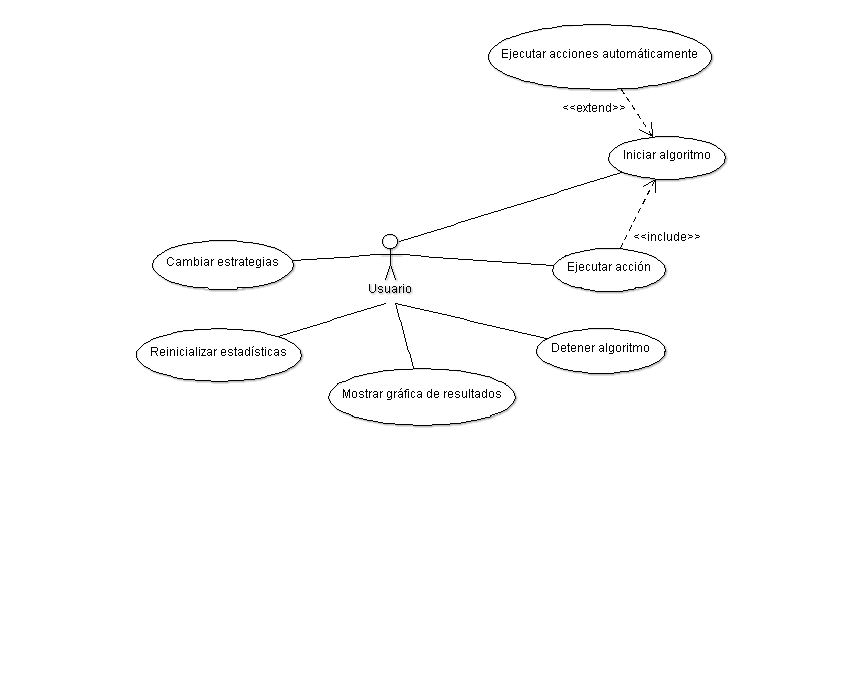 Ejecutar acciones automáticamente
<<extend>>
Iniciar algoritmo
<<include>>
Cambiar estrategias
Ejecutar acción
Usuario
Reinicializar estadísticas
Detener algoritmo
Mostrar gráfica de resultados